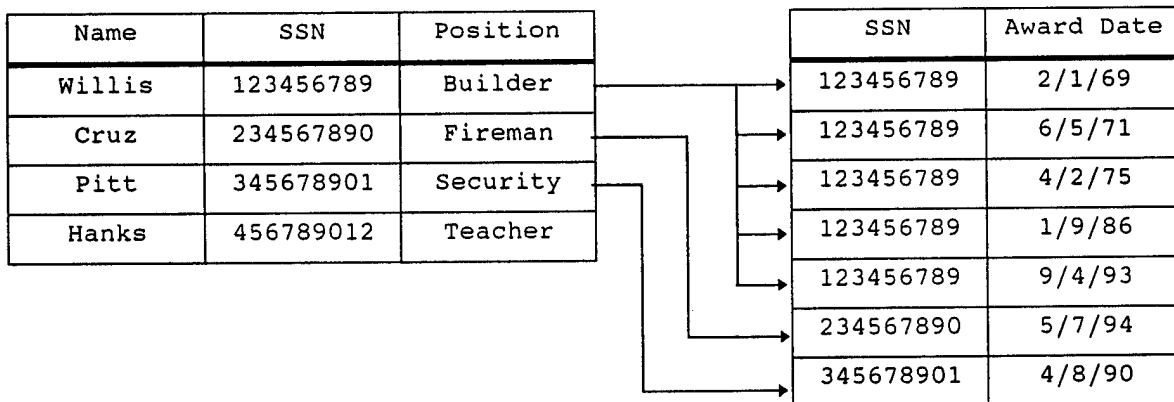 Name SSN Position
Willis 123456789 Builder
Cruz 234567890 Fireman
Pitt 345678901 Security
Hanks 456789012 Teacher
SSN Award Date
123456789 2/1/69
123456789 6/5/71
123456789 4/2/75
123456789 1/9/86
123456789 9/4/93
234567890 5/7/94
345678901 4/8/90